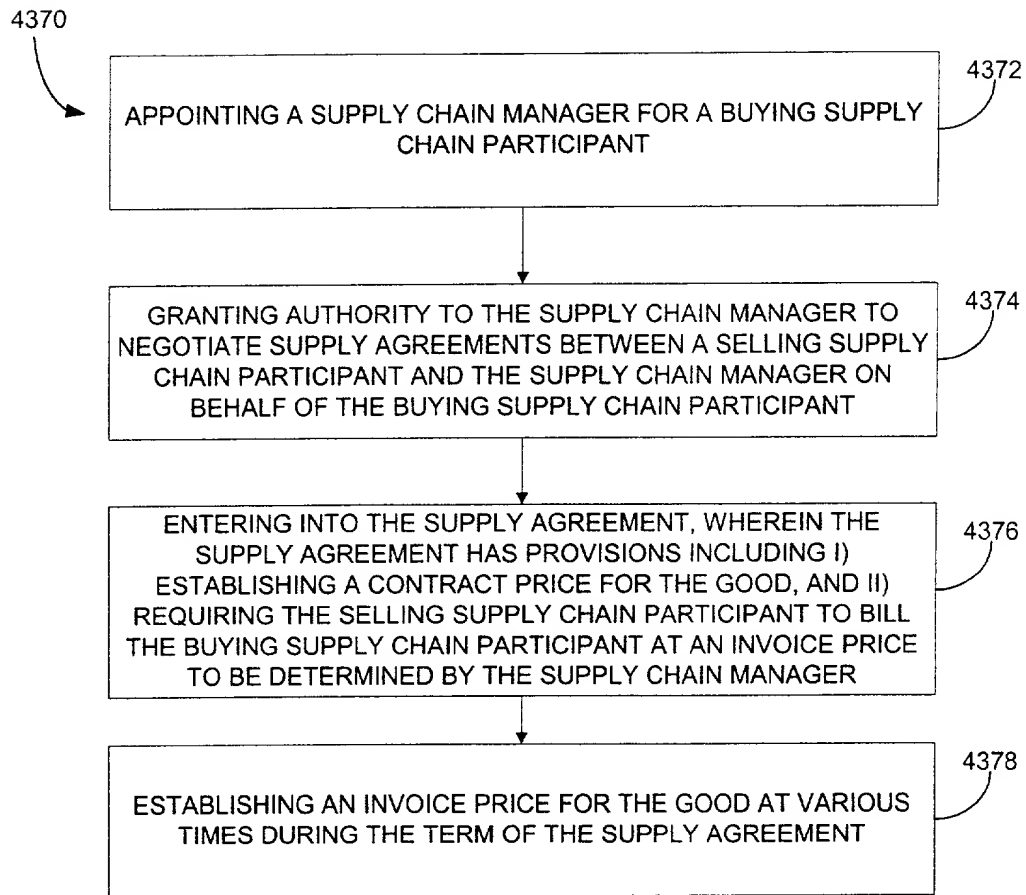 4370
4372
APPOINTING A SUPPLY CHAIN MANAGER FOR A BUYING SUPPLY
CHAIN PARTICIPANT
4374
GRANTING AUTHORITY TO THE SUPPLY CHAIN MANAGER TO
NEGOTIATE SUPPLY AGREEMENTS BETWEEN A SELLING SUPPLY
CHAIN PARTICIPANT AND THE SUPPLY CHAIN MANAGER ON
BEHALF OF THE BUYING SUPPLY CHAIN PARTICIPANT
4376
ENTERING INTO THE SUPPLY AGREEMENT, WHEREIN THE
SUPPLY AGREEMENT HAS PROVISIONS INCLUDING I)
ESTABLISHING A CONTRACT PRICE FOR THE GOOD, AND II)
REQUIRING THE SELLING SUPPLY CHAIN PARTICIPANT TO BILL
THE BUYING SUPPLY CHAIN PARTICIPANT AT AN INVOICE PRICE
TO BE DETERMINED BY THE SUPPLY CHAIN MANAGER
4378
ESTABLISHING AN INVOICE PRICE FOR THE GOOD AT VARIOUS
TIMES DURING THE TERM OF THE SUPPLY AGREEMENT